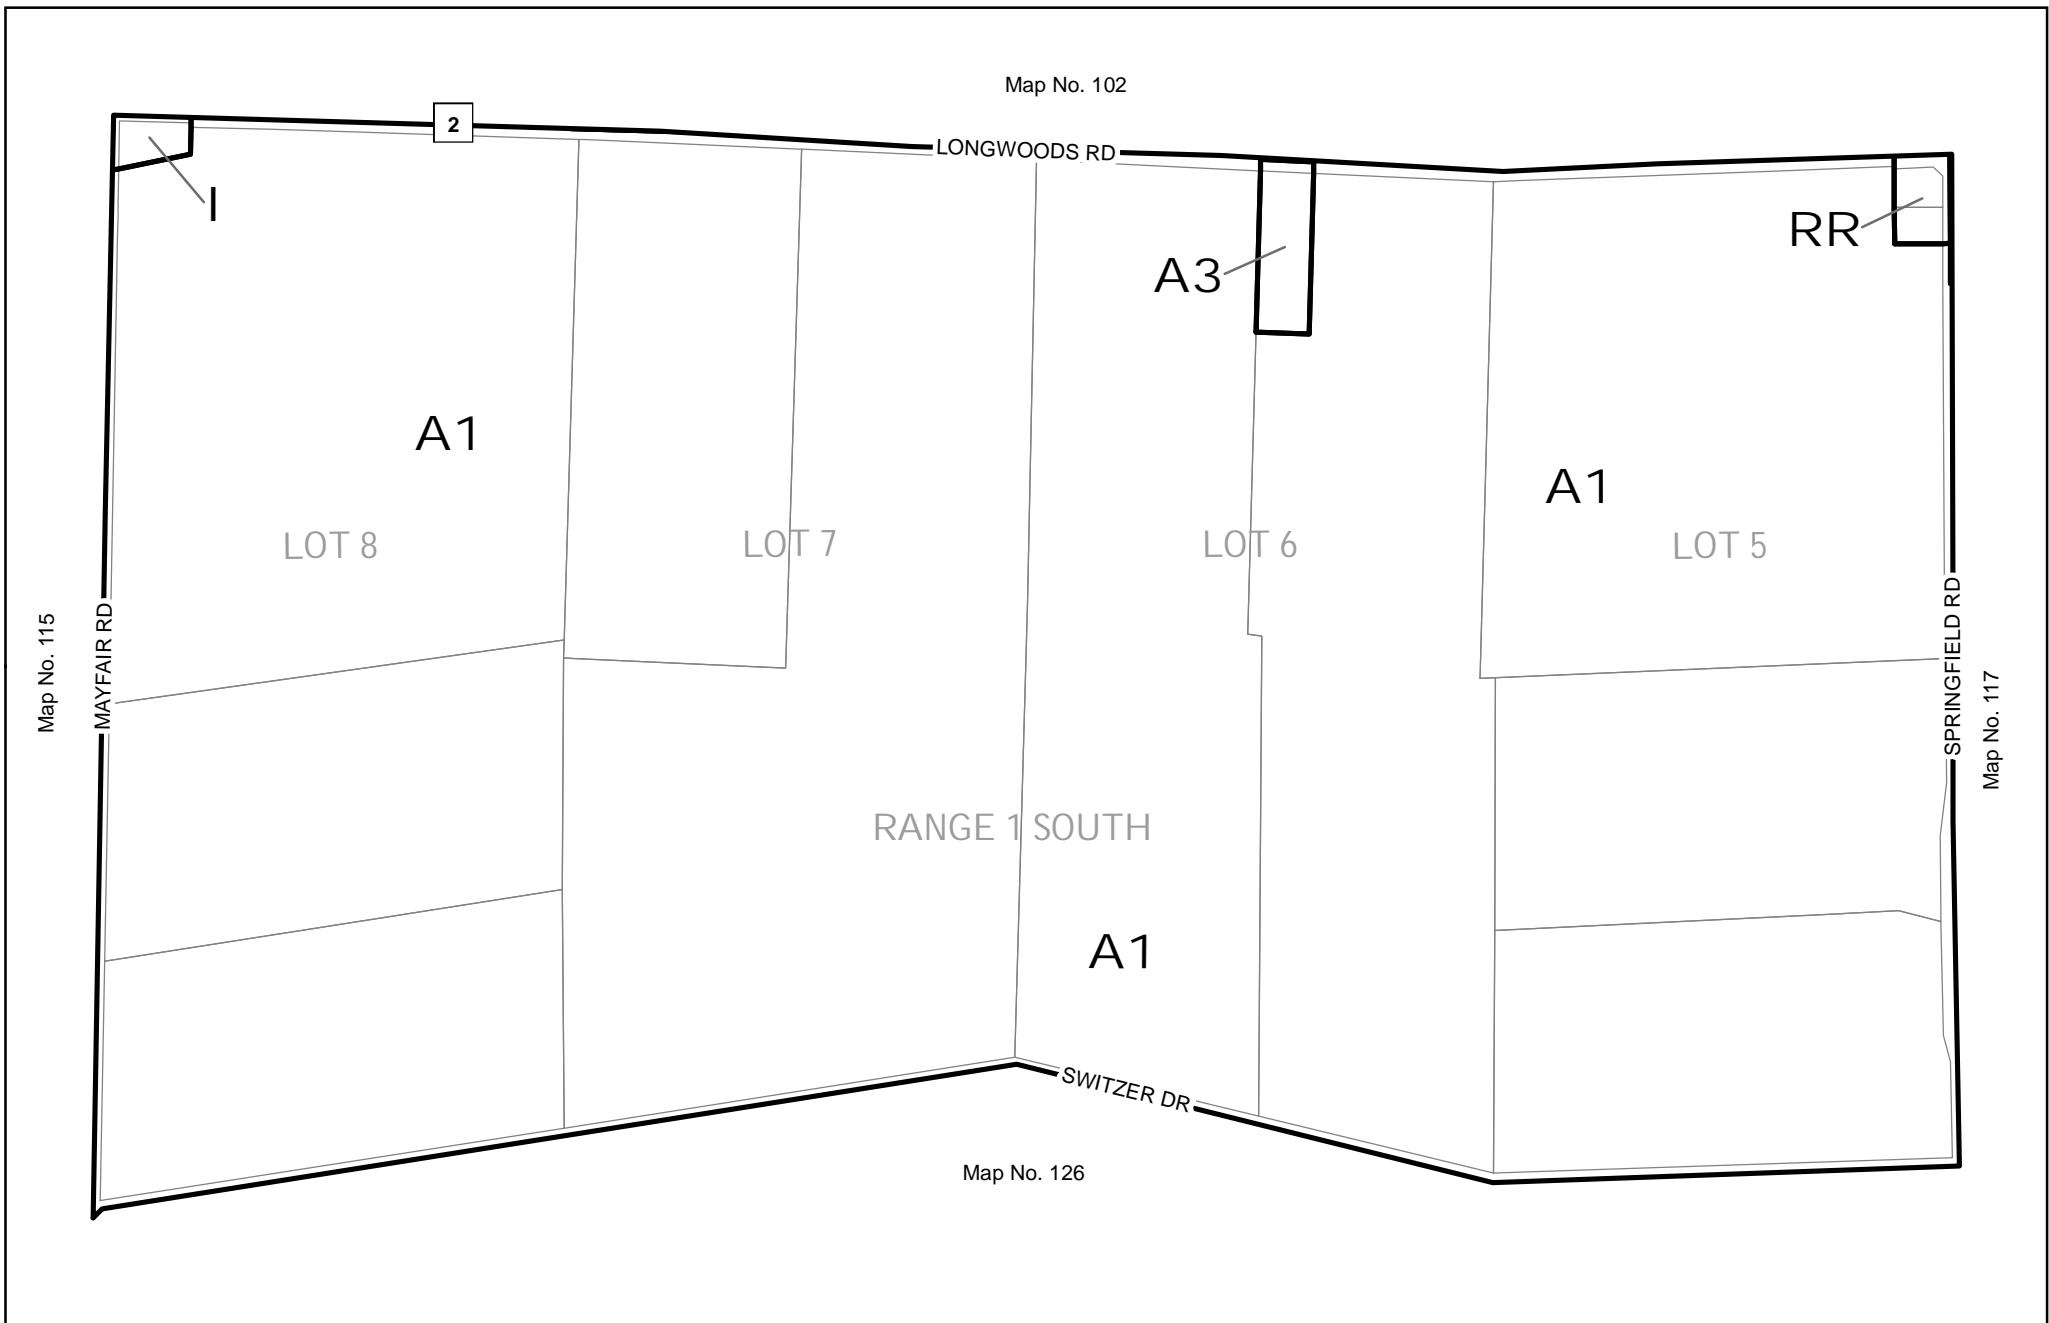 Map No. 102
2
LONGWOODS RD
I
RR
A3
A1
A1
LOT 8
LOT 7
LOT 6
LOT 5
MAYFAIR RD
Map No. 115
SPRINGFIELD RD
Map No. 117
RANGE 1 SOUTH
A1
SWITZER DR
Map No. 126